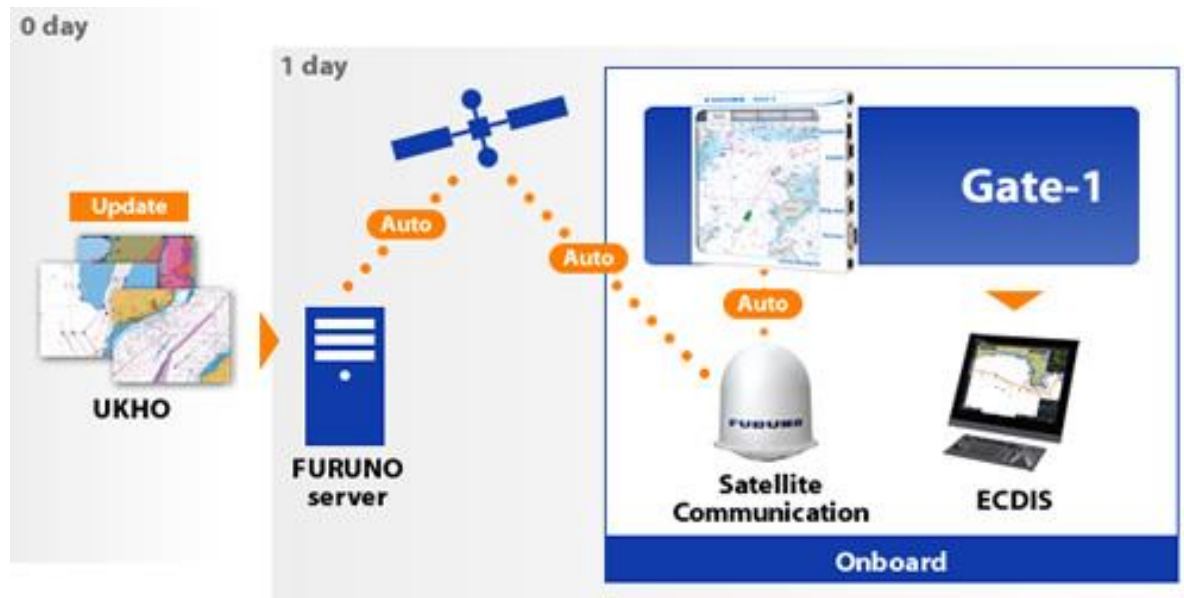 0 day
1 day
Update
UKHO
FURUNO
server
Auto
Auto
Auto
Gate-1
FURUNO
Satellite
Communication
ECDIS
Onboard